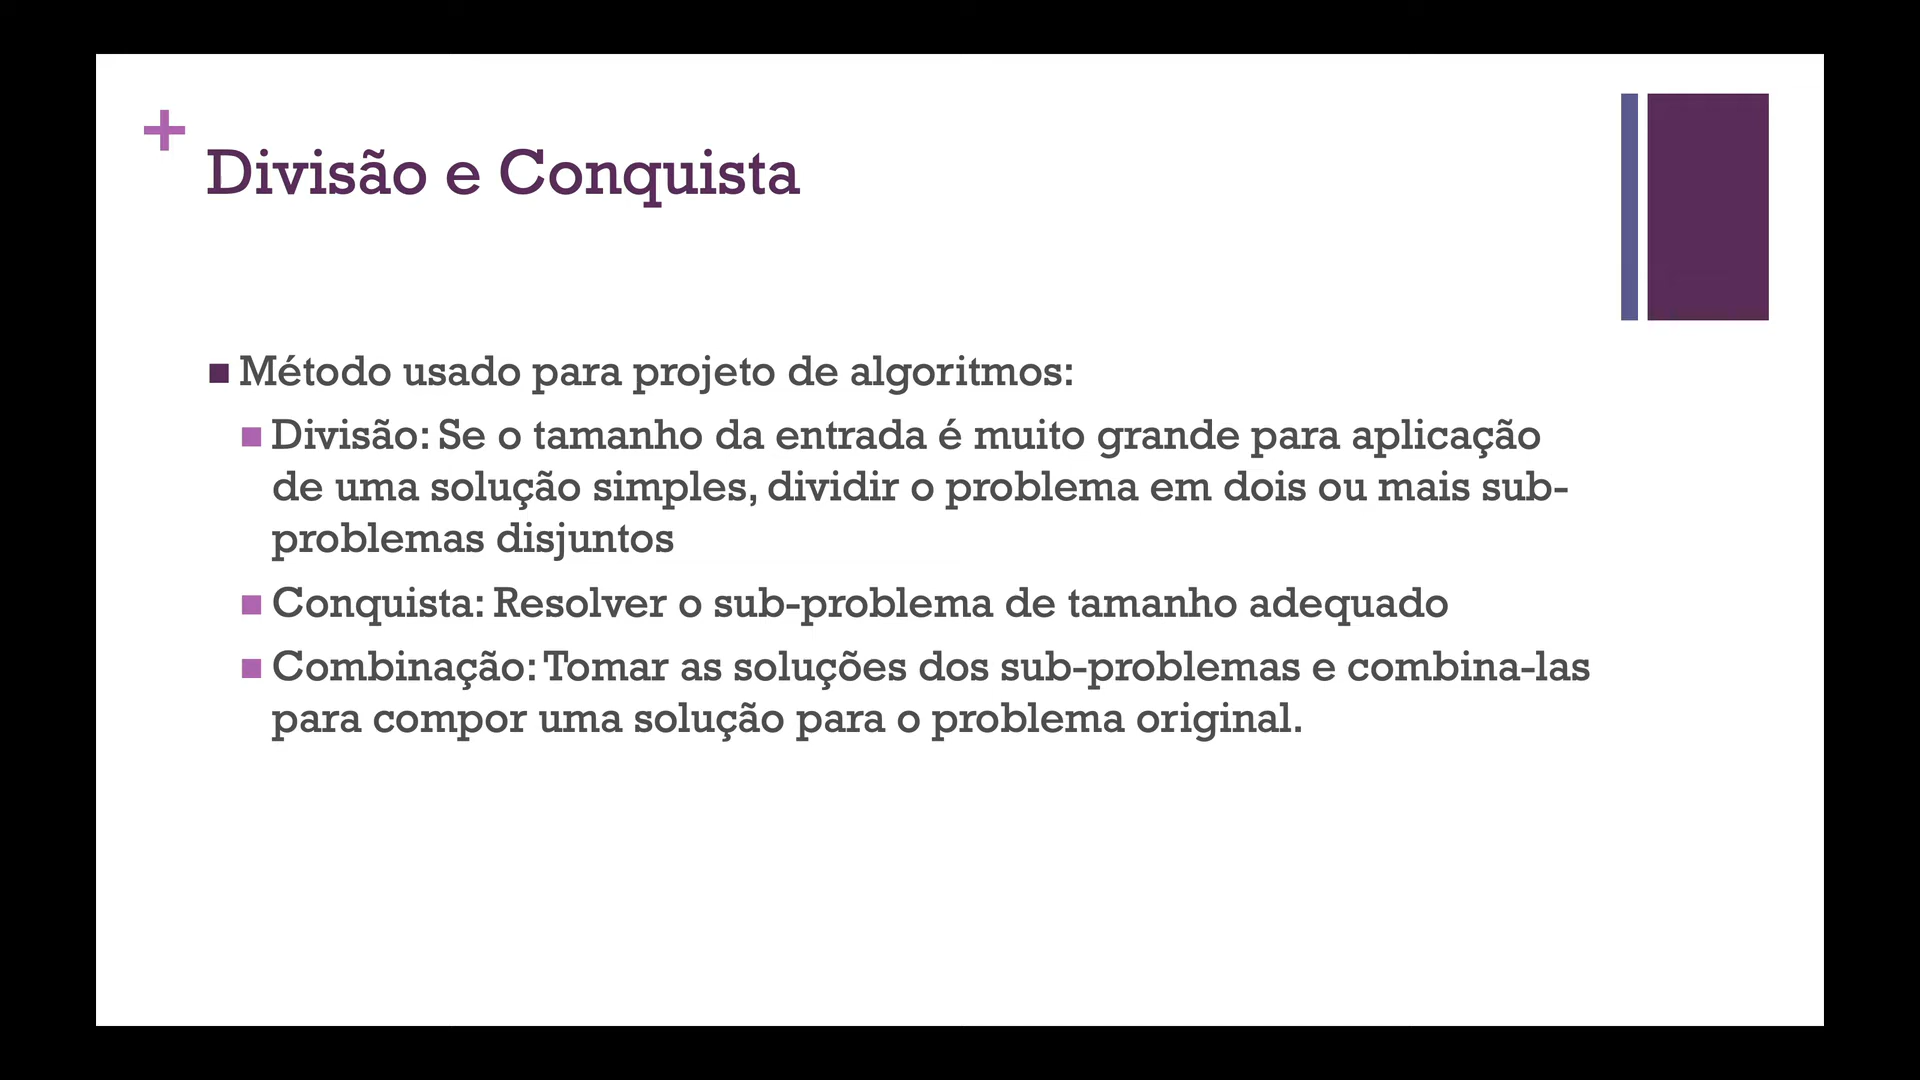 +
Divisão e Conquista
Método usado para projeto de algoritmos:
Divisão: Se o tamanho da entrada é muito grande para aplicação
de uma solução simples, dividir o problema em dois ou mais sub-
problemas disjuntos
Conquista: Resolver o sub-problema de tamanho adequado
Combinação: Tomar as soluções dos sub-problemas e combina-las
para compor uma solução para o problema original.